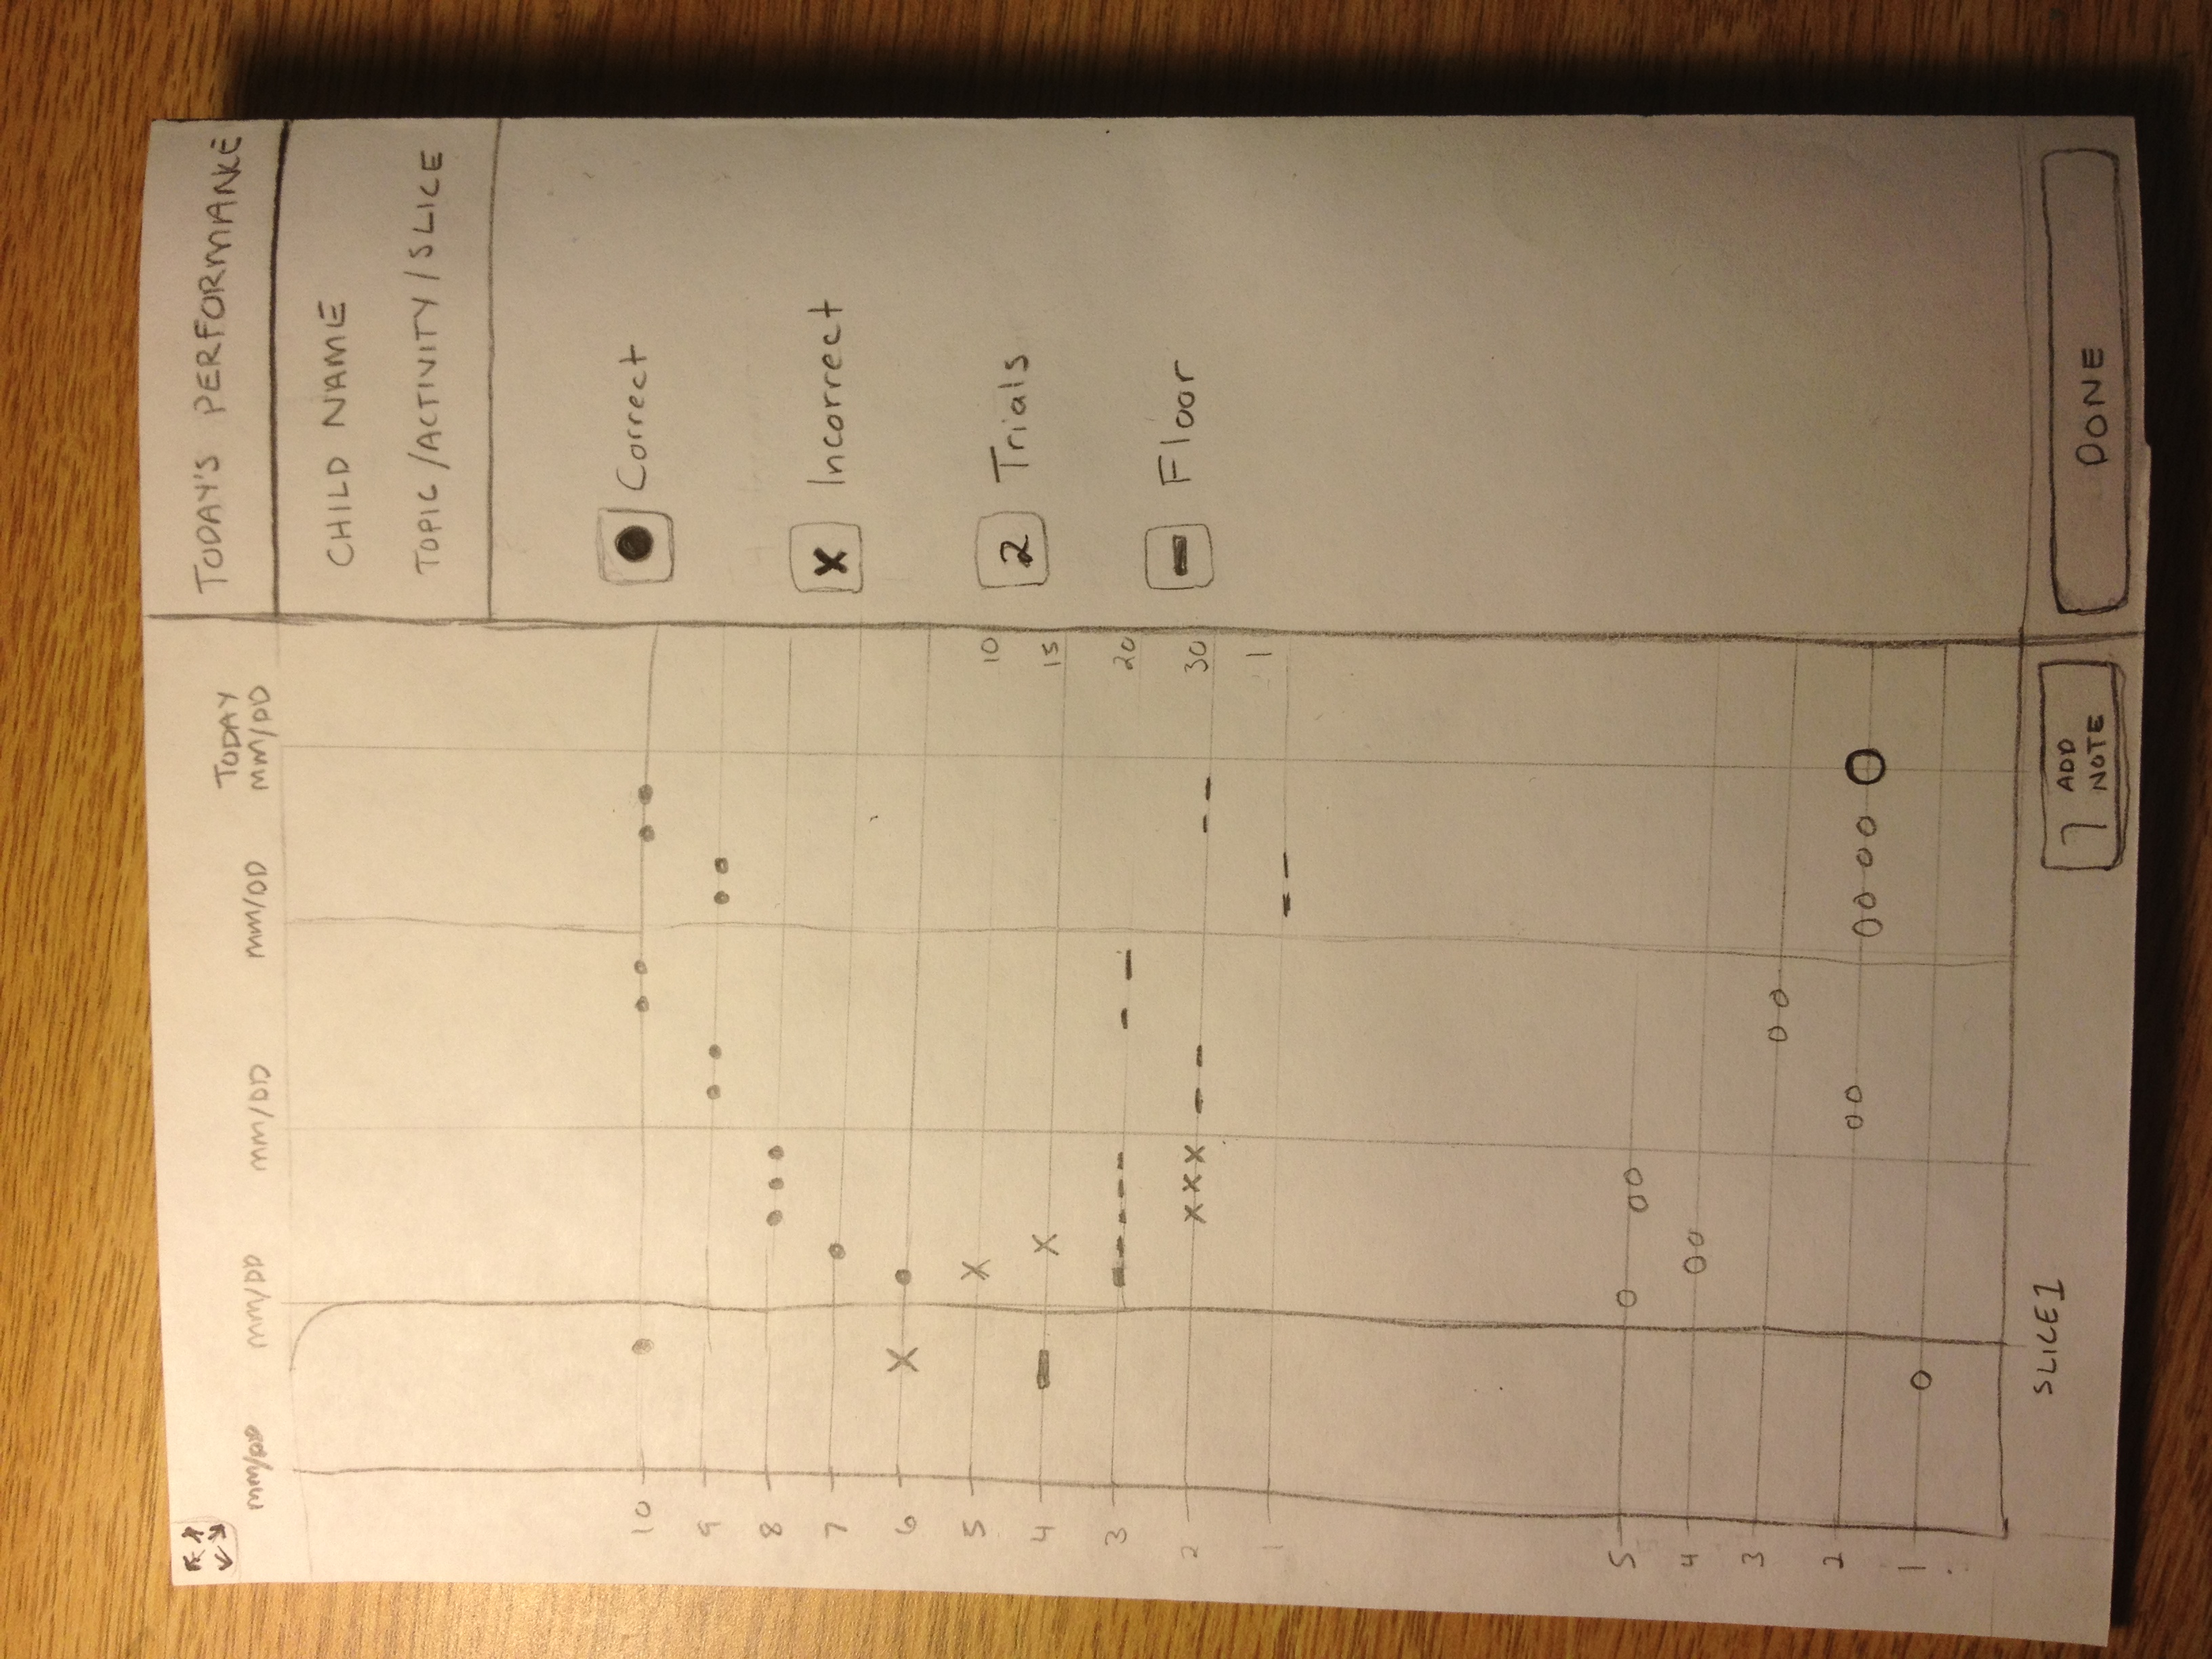 TODAY'S PERFORMANCE
TODAY
MM/DD MM/DD MM/DD MM/DD MM/DD
CHILD NAME
TOPIC/ACTIVITY/SLICE
10
9
8
7
6
5
4
3
2
1
10
15
20
30
1
Correct
X Incorrect
2 Trials
Floor
5
4
3
2
1
SLICE 1
ADD
NOTE
DONE